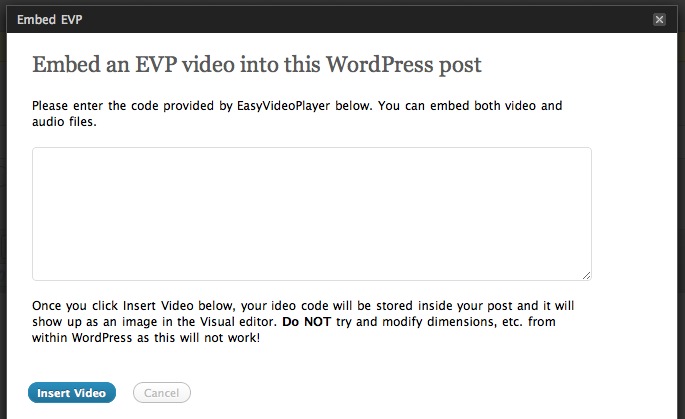 Embed EVP
Embed an EVP video into this WordPress post
Please enter the code provided by EasyVideoPlayer below. You can embed both video and
audio files.
Once you click Insert Video below, your ideo code will be stored inside your post and it will
show up as an image in the Visual editor. Do NOT try and modify dimensions, etc. from
within WordPress as this will not work!
Insert Video
Cancel